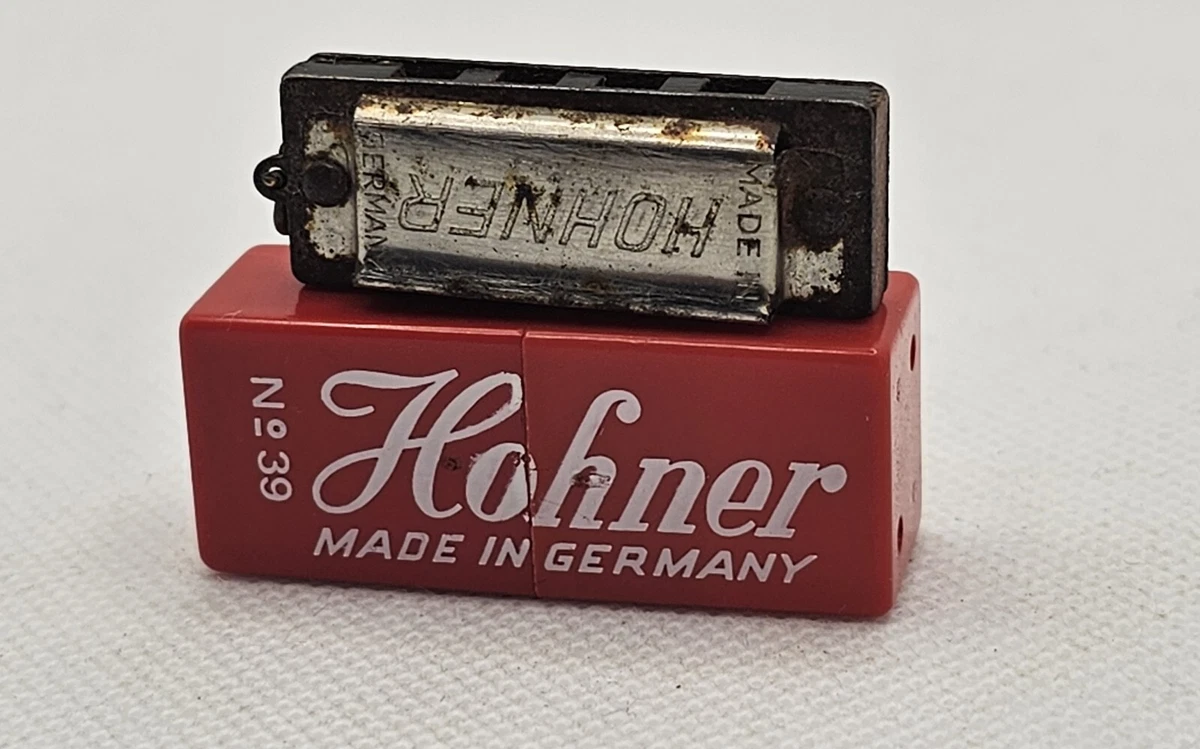 GERMANY
HOHNER
MADE IN
Nº 39
Hohner
MADE IN GERMANY